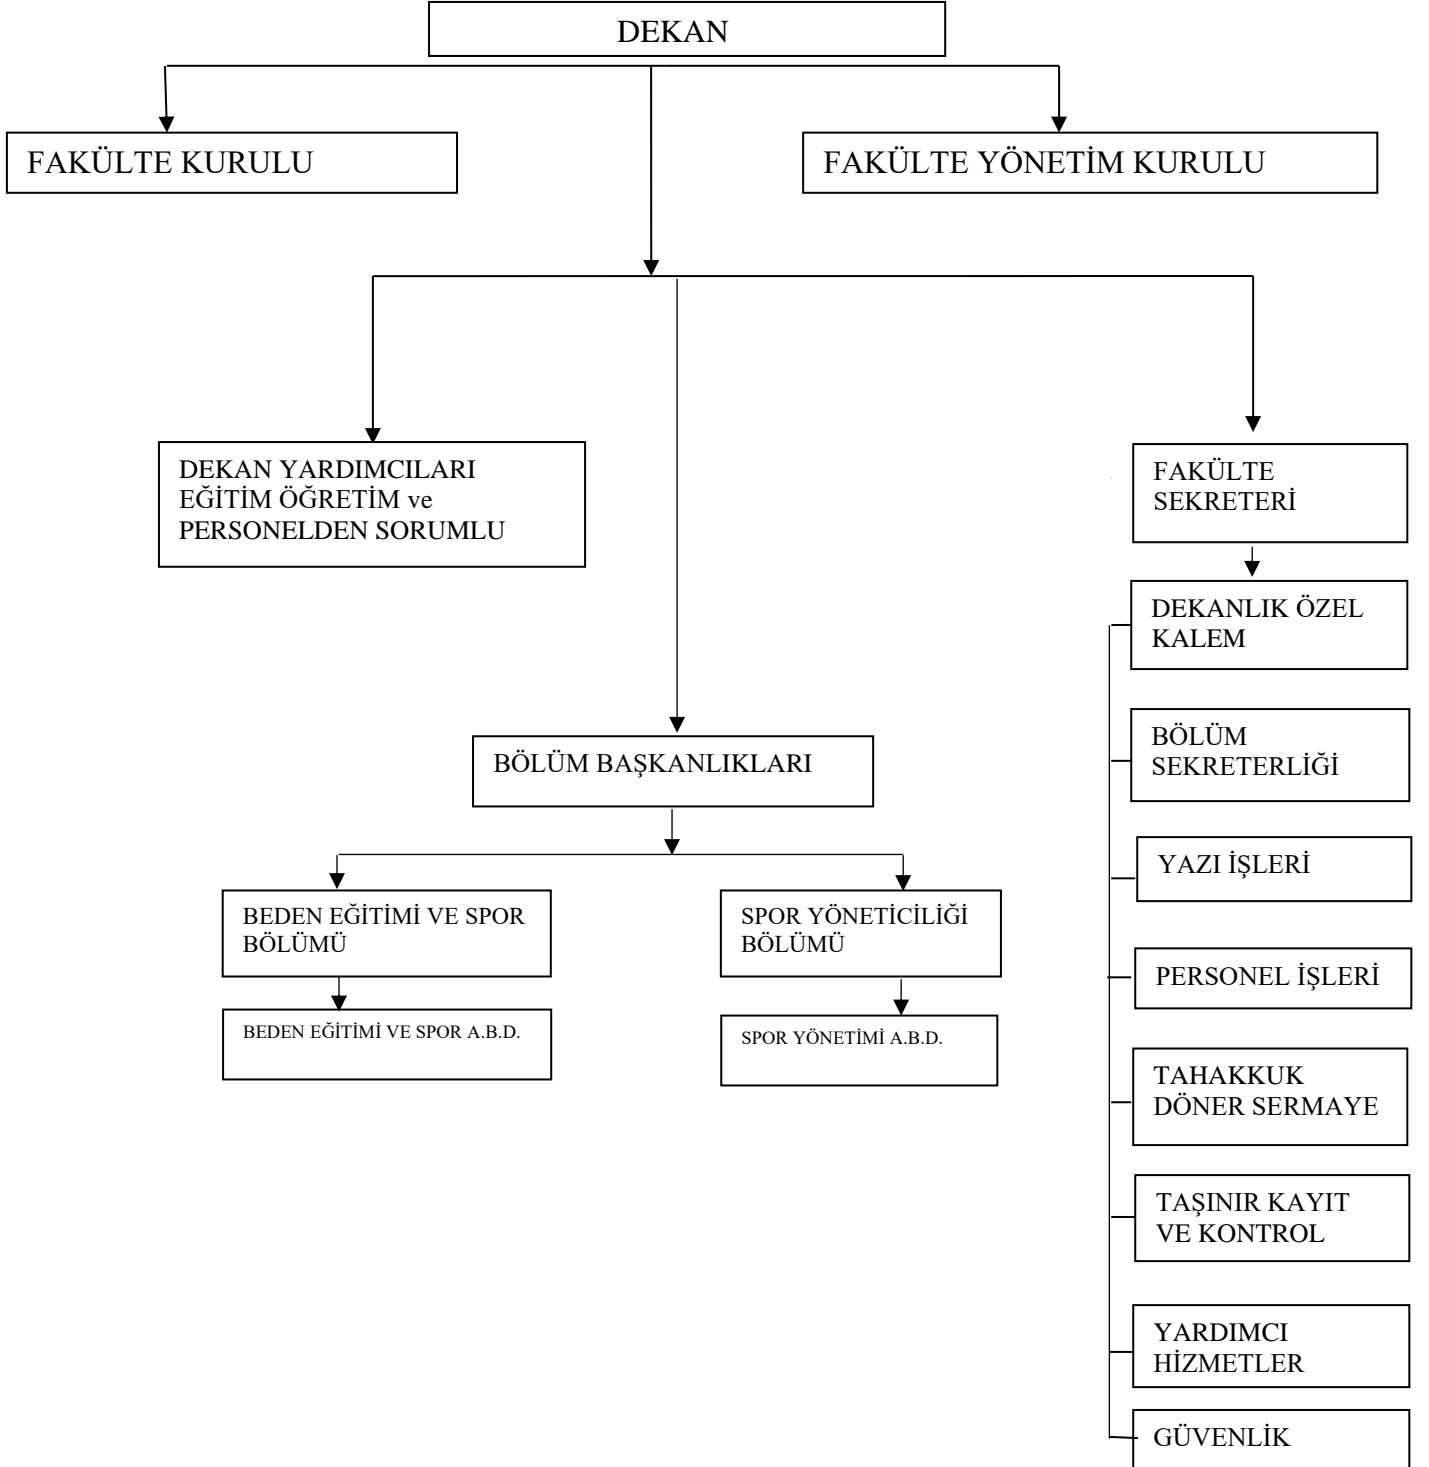 DEKAN
FAKÜLTE KURULU
FAKÜLTE YÖNETİM KURULU
DEKAN YARDIMCILARI
EĞİTİM ÖĞRETİM ve
PERSONELDEN SORUMLU
FAKÜLTE
SEKRETERİ
DEKANLIK ÖZEL
KALEM
BÖLÜM
SEKRETERLİĞİ
BÖLÜM BAŞKANLIKLARI
YAZI İŞLERİ
BEDEN EĞİTİMİ VE SPOR
BÖLÜMÜ
SPOR YÖNETİCİLİĞİ
BÖLÜMÜ
PERSONEL İŞLERİ
BEDEN EĞİTİMİ VE SPOR A.B.D.
SPOR YÖNETİMİ A.B.D.
TAHAKKUK
DÖNER SERMAYE
TAŞINIR KAYIT
VE KONTROL
YARDIMCI
HİZMETLER
GÜVENLİK